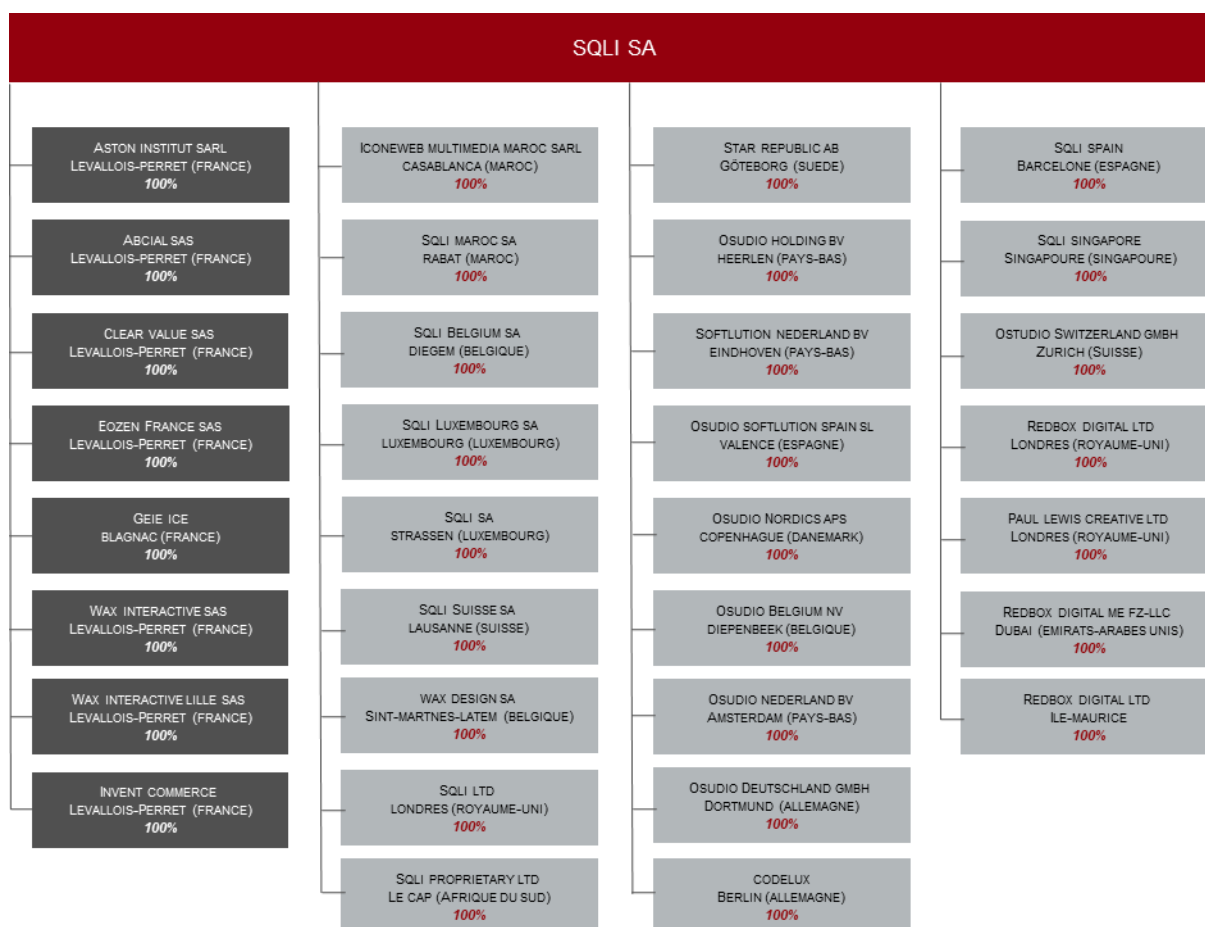 SQLI SA
ASTON INSTITUT SARL
LEVALLOIS-PERRET (FRANCE)
100%
ABCIAL SAS
LEVALLOIS-PERRET (FRANCE)
100%
CLEAR VALUE SAS
LEVALLOIS-PERRET (FRANCE)
100%
EOZEN FRANCE SAS
LEVALLOIS-PERRET (FRANCE)
100%
GEIE ICE
BLAGNAC (FRANCE)
100%
WAX INTERACTIVE SAS
LEVALLOIS-PERRET (FRANCE)
100%
WAX INTERACTIVE LILLE SAS
LEVALLOIS-PERRET (FRANCE)
100%
INVENT COMMERCE
LEVALLOIS-PERRET (FRANCE)
100%
ICONEWEB MULTIMEDIA MAROC SARL
CASABLANCA (MAROC)
100%
SQLI MAROC SA
RABAT (MAROC)
100%
SQLI BELGIUM SA
DIEGEM (BELGIQUE)
100%
SQLI LUXEMBOURG SA
LUXEMBOURG (LUXEMBOURG)
100%
SQLI SA
STRASSEN (LUXEMBOURG)
100%
SQLI SUISSE SA
LAUSANNE (SUISSE)
100%
WAX DESIGN SA
SINT-MARTNES-LATEM (BELGIQUE)
100%
SQLI LTD
LONDRES (ROYAUME-UNI)
100%
SQLI PROPRIETARY LTD
LE CAP (AFRIQUE DU SUD)
100%
STAR REPUBLIC AB
GÖTEBORG (SUEDE)
100%
OSUDIO HOLDING BV
HEERLEN (PAYS-BAS)
100%
SOFTLUTION NEDERLAND BV
EINDHOVEN (PAYS-BAS)
100%
OSUDIO SOFTLUTION SPAIN SL
VALENCE (ESPAGNE)
100%
OSUDIO NORDICS APS
COPENHAGUE (DANEMARK)
100%
OSUDIO BELGIUM NV
DIEPENBEEK (BELGIQUE)
100%
OSUDIO NEDERLAND BV
AMSTERDAM (PAYS-BAS)
100%
OSUDIO DEUTSCHLAND GMBH
DORTMUND (ALLEMAGNE)
100%
CODELUX
BERLIN (ALLEMAGNE)
100%
SQLI SPAIN
BARCELONE (ESPAGNE)
100%
SQLI SINGAPORE
SINGAPOURE (SINGAPOURE)
100%
OSTUDIO SWITZERLAND GMBH
ZURICH (SUISSE)
100%
REDBOX DIGITAL LTD
LONDRES (ROYAUME-UNI)
100%
PAUL LEWIS CREATIVE LTD
LONDRES (ROYAUME-UNI)
100%
REDBOX DIGITAL ME FZ-LLC
DUBAI (EMIRATS-ARABES UNIS)
100%
REDBOX DIGITAL LTD
ILE-MAURICE
100%